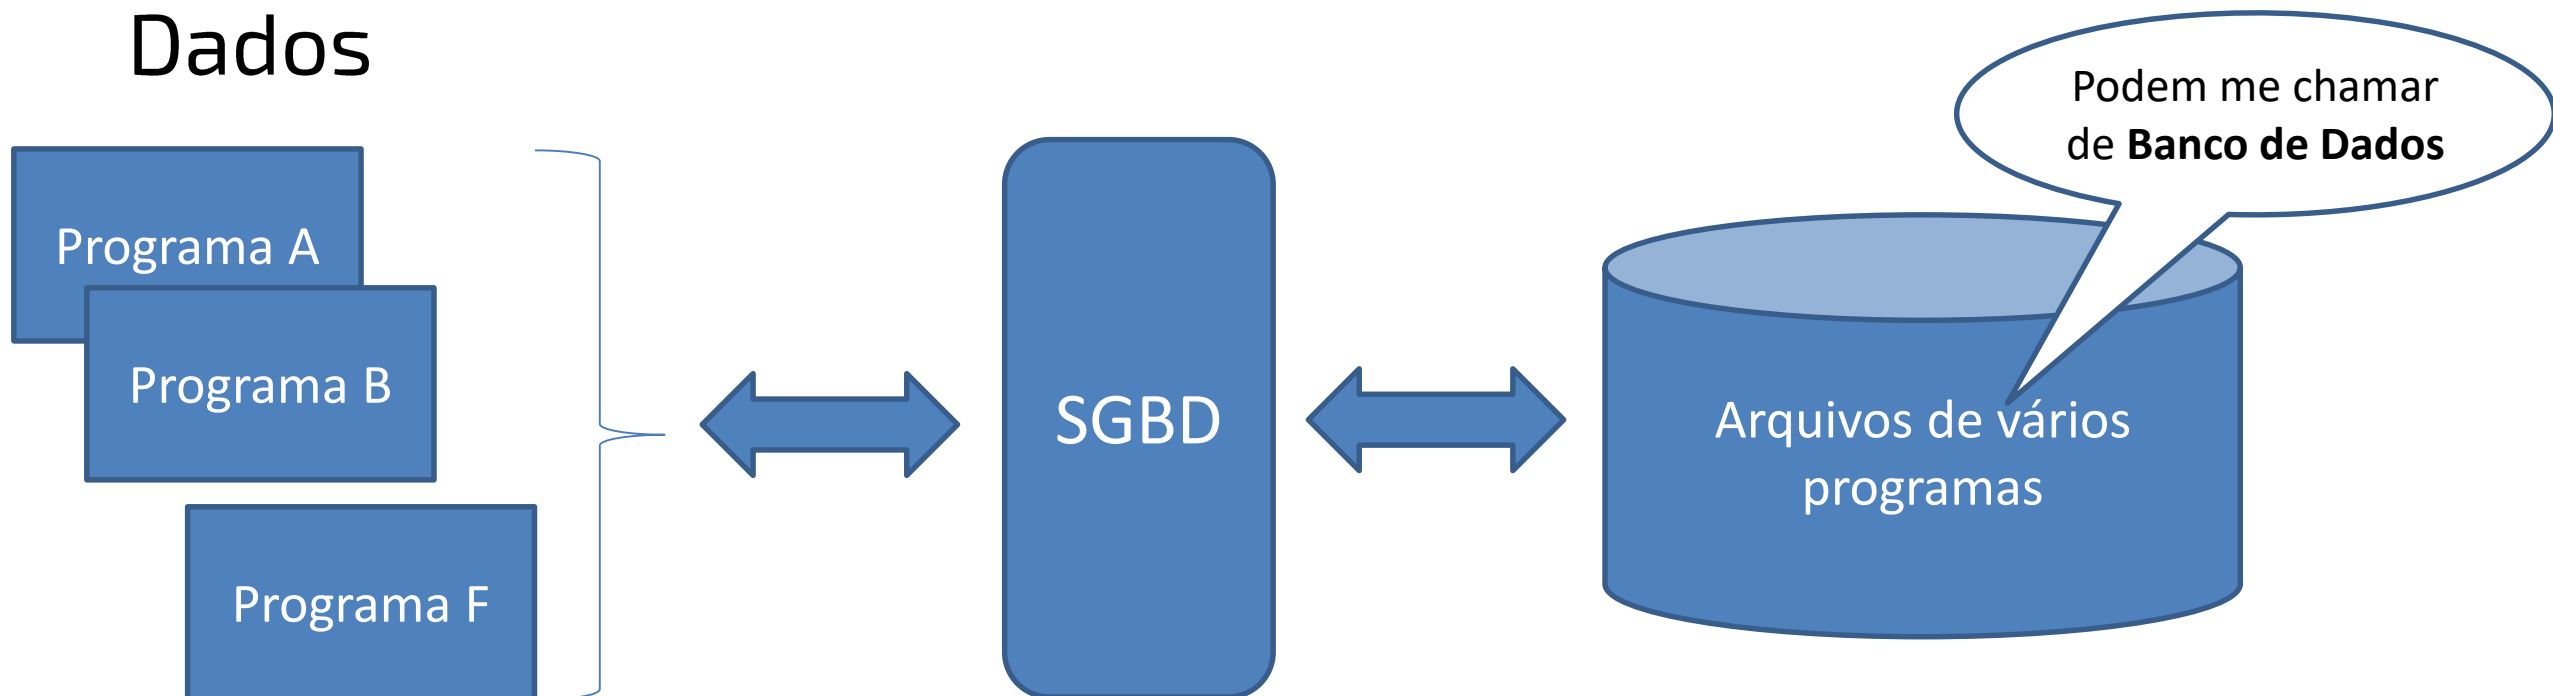 Dados
Podem me chamar
de Banco de Dados
Programa A
Programa B
Programa F
SGBD
Arquivos de vários
programas